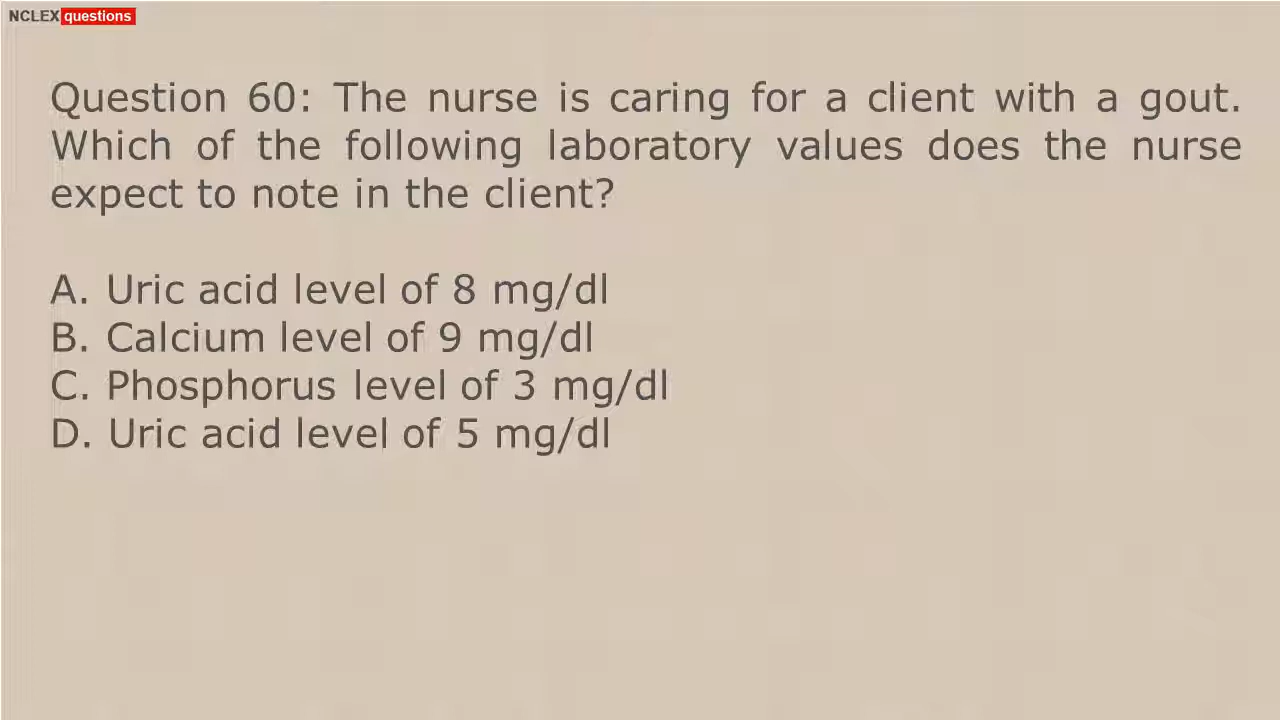 NCLEX questions
Question 60: The nurse is caring for a client with a gout.
Which of the following laboratory values does the nurse
expect to note in the client?
A. Uric acid level of 8 mg/dl
B. Calcium level of 9 mg/dl
C. Phosphorus level of 3 mg/dl
D. Uric acid level of 5 mg/dl